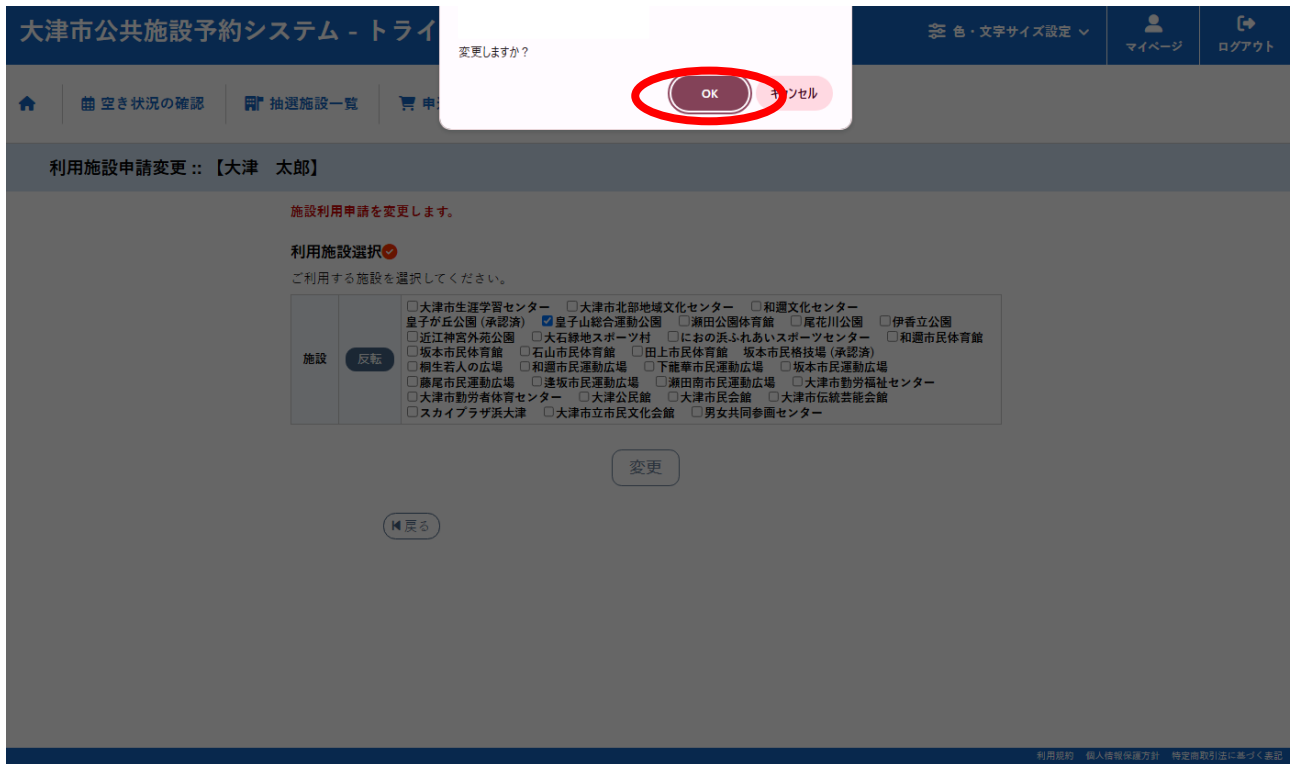 大津市公共施設予約システム - トライ
変更しますか？
OK
キャンセル
色・文字サイズ設定
マイページ
ログアウト
空き状況の確認
抽選施設一覧
申
利用施設申請変更 :: 【大津　太郎】
施設利用申請を変更します。
利用施設選択
ご利用する施設を選択してください。
施設
反転
大津市生涯学習センター 大津市北部地域文化センター 和邇文化センター
皇子が丘公園 (承認済) 皇子山総合運動公園 瀬田公園体育館 尾花川公園 伊香立公園
近江神宮外苑公園 大石緑地スポーツ村 におの浜ふれあいスポーツセンター 和邇市民体育館
坂本市民体育館 石山市民体育館 田上市民体育館 坂本市民格技場 (承認済)
桐生若人の広場 和邇市民運動広場 下龍華市民運動広場 坂本市民運動広場
藤尾市民運動広場 逢坂市民運動広場 瀬田南市民運動広場 大津市勤労福祉センター
大津市勤労者体育センター 大津公民館 大津市民会館 大津市伝統芸能会館
スカイプラザ浜大津 大津市立市民文化会館 男女共同参画センター
変更
戻る
利用規約 個人情報保護方針 特定商取引法に基づく表記